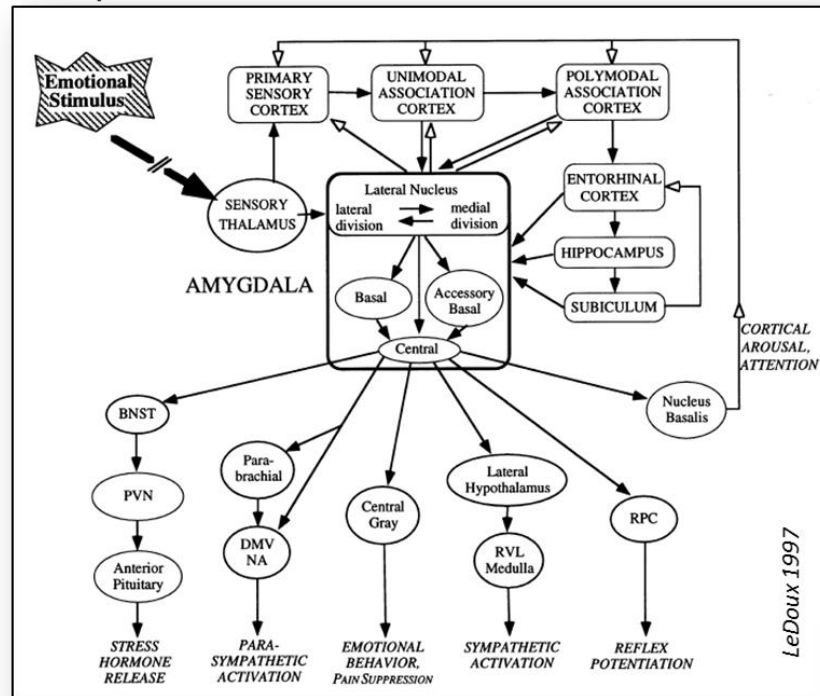 Emotional
Stimulus
PRIMARY
SENSORY
CORTEX
UNIMODAL
ASSOCIATION
CORTEX
POLYMODAL
ASSOCIATION
CORTEX
SENSORY
THALAMUS
Lateral Nucleus
lateral
division
medial
division
ENTORHINAL
CORTEX
HIPPOCAMPUS
SUBICULUM
AMYGDALA
Basal
Accessory
Basal
Central
CORTICAL
AROUSAL,
ATTENTION
Nucleus
Basalis
BNST
PVN
Anterior
Pituitary
STRESS
HORMONE
RELEASE
Para-
brachial
DMV
NA
PARA-
SYMPATHETIC
ACTIVATION
Central
Gray
EMOTIONAL
BEHAVIOR,
PAIN SUPPRESSION
Lateral
Hypothalamus
RVL
Medulla
SYMPATHETIC
ACTIVATION
RPC
REFLEX
POTENTIATION
LeDoux 1997